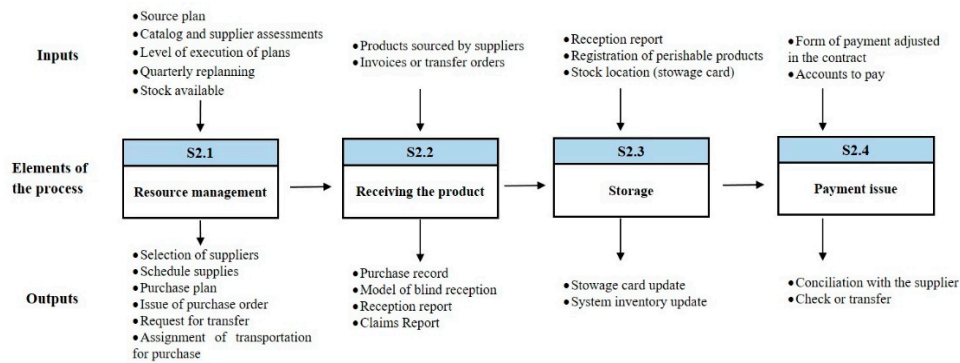 Inputs
• Source plan
• Catalog and supplier assessments
• Level of execution of plans
• Quarterly replanning
• Stock available
• Products sourced by suppliers
• Invoices or transfer orders
• Reception report
• Registration of perishable products
• Stock location (stowage card)
• Form of payment adjusted
in the contract
• Accounts to pay
Elements of
the process
S2.1
Resource management
S2.2
Receiving the product
S2.3
Storage
S2.4
Payment issue
Outputs
• Selection of suppliers
• Schedule supplies
• Purchase plan
• Issue of purchase order
• Request for transfer
• Assignment of transportation
for purchase
• Purchase record
• Model of blind reception
• Reception report
• Claims Report
• Stowage card update
• System inventory update
• Conciliation with the supplier
• Check or transfer